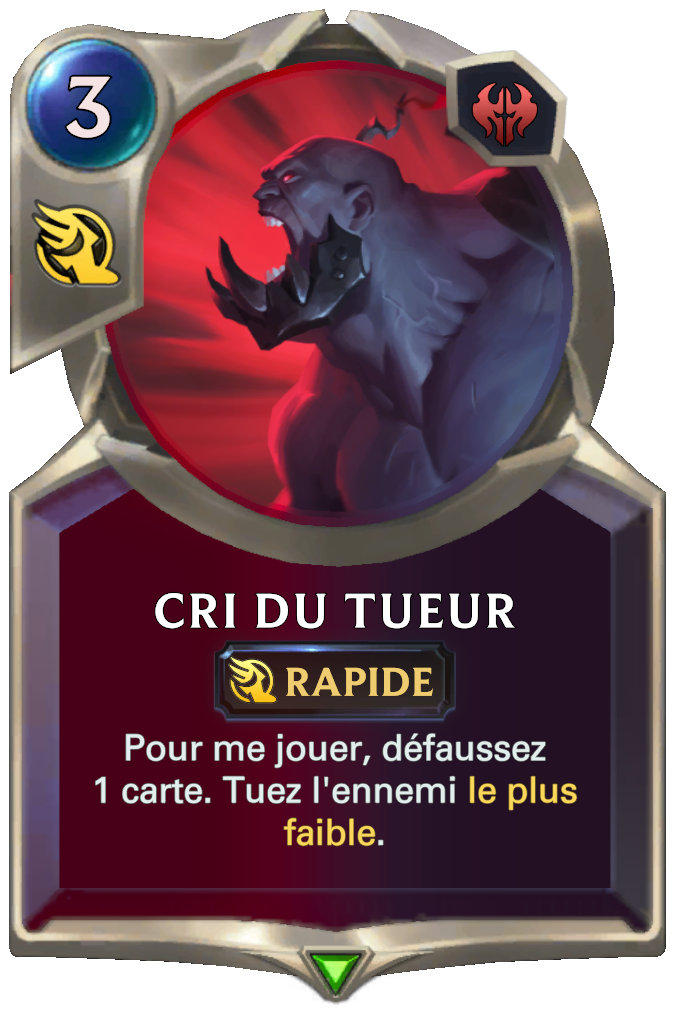 3
CRI DU TUEUR
RAPIDE
Pour me jouer, défaussez
1 carte. Tuez l'ennemi le plus
faible.